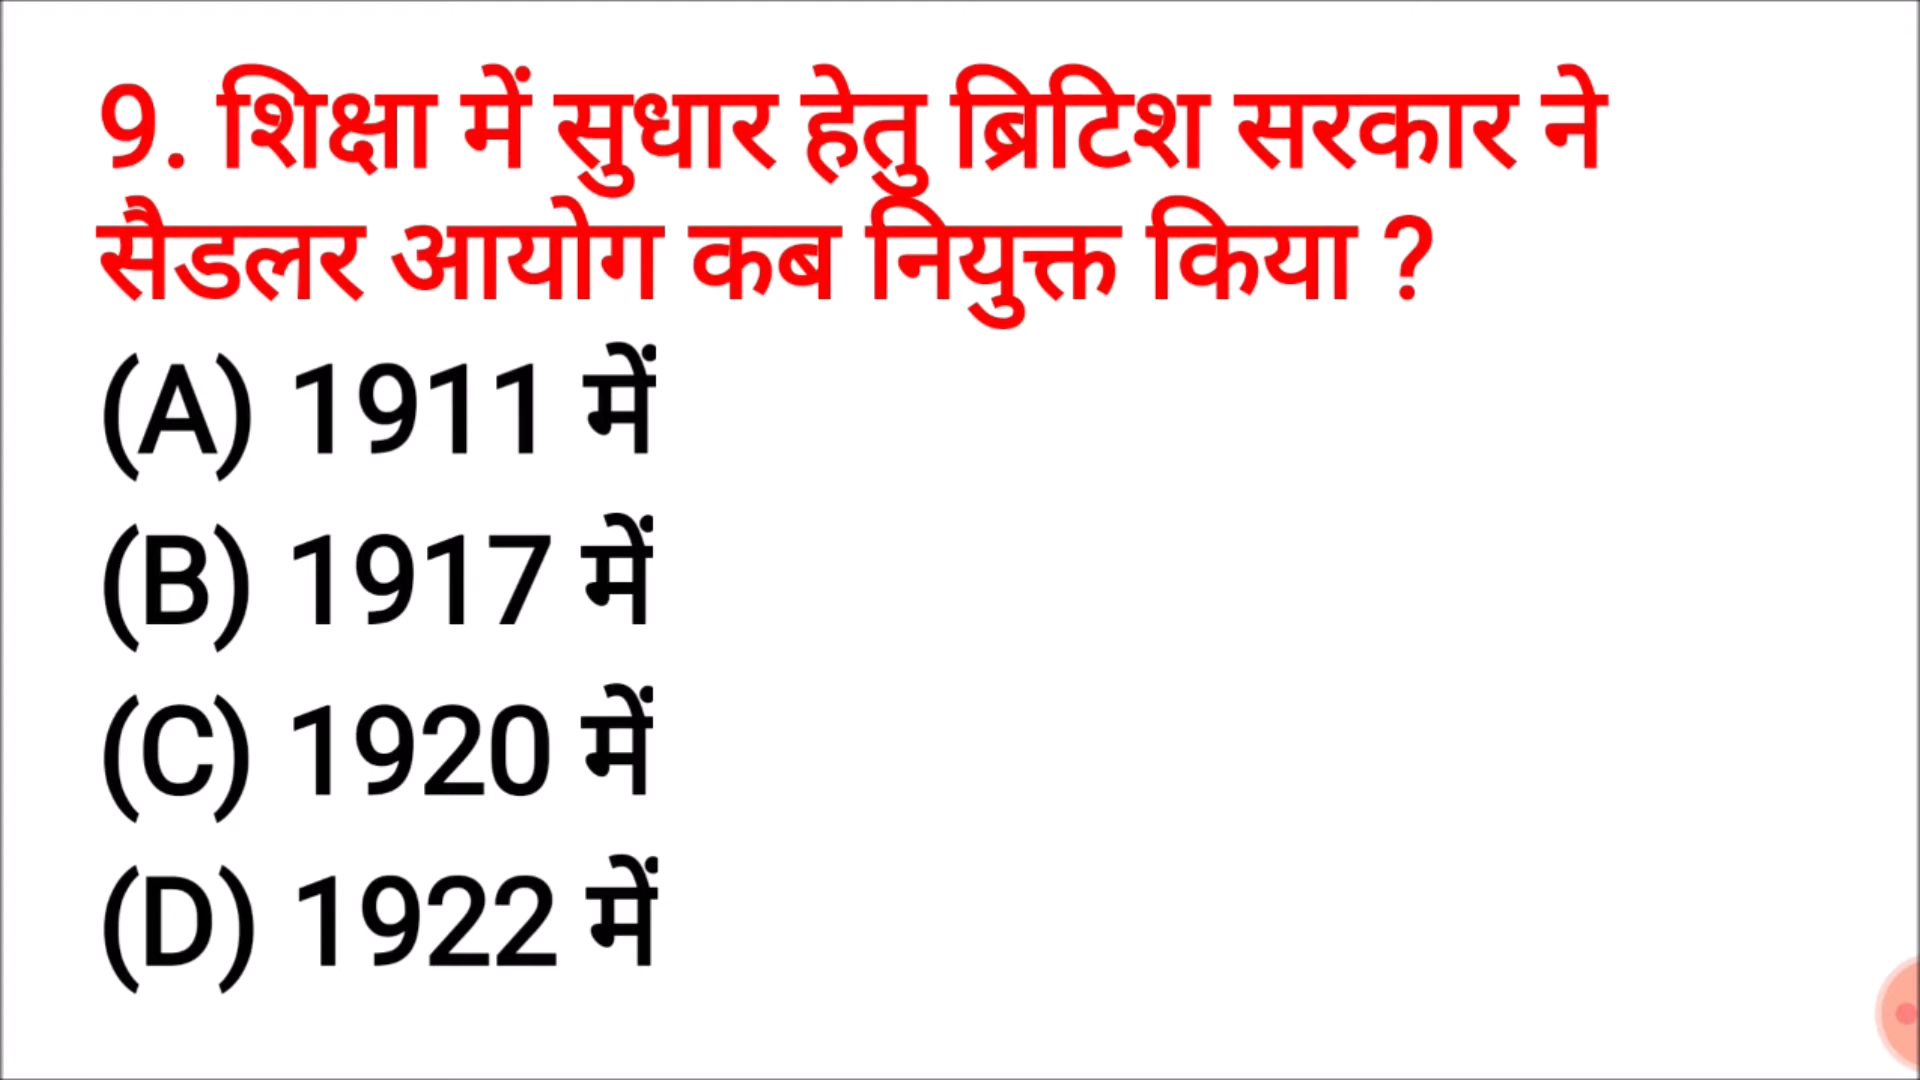 9. शिक्षा में सुधार हेतु ब्रिटिश सरकार ने
सैडलर आयोग कब नियुक्त किया ?
(A) 1911 में
(B) 1917 में
(C) 1920 में
(D) 1922 में